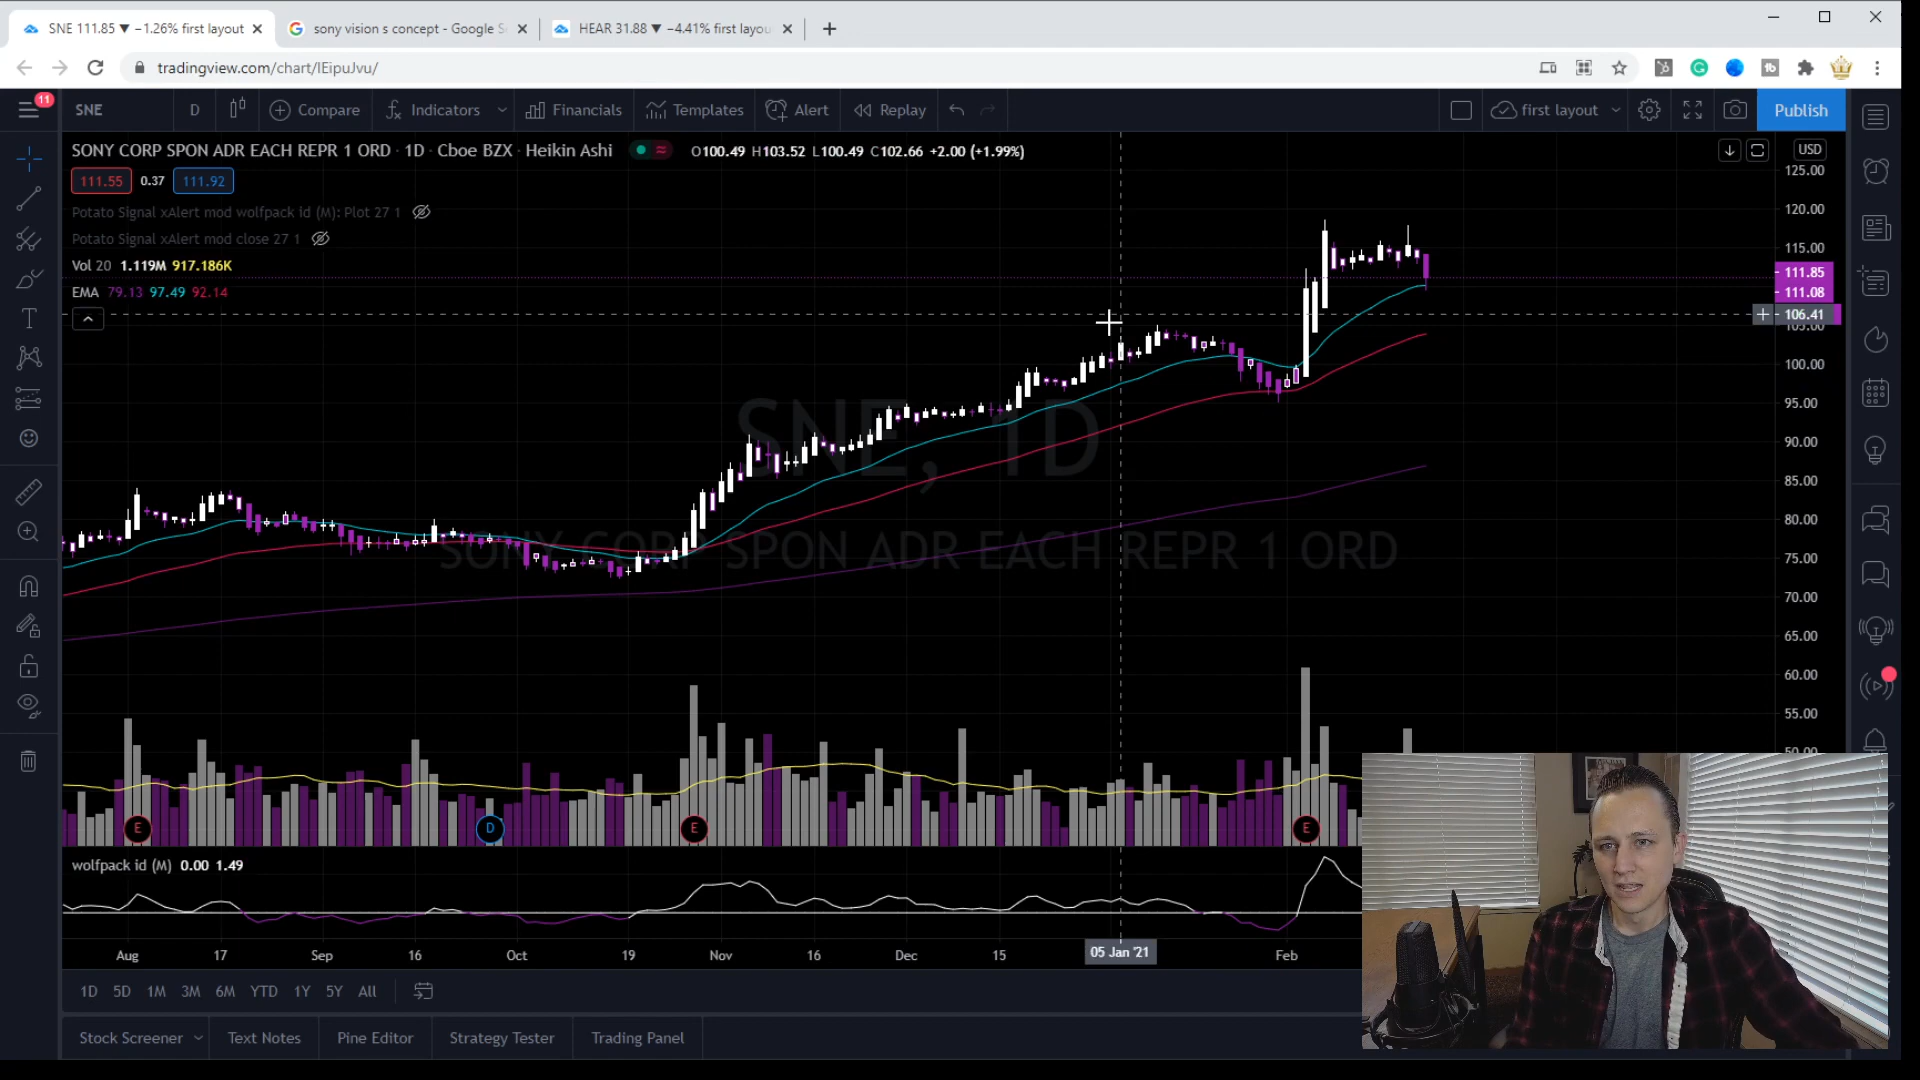 SNE 111.85 ▼ −1.26% first layout
sony vision s concept - Google S
HEAR 31.88 ▼ −4.41% first layou
tradingview.com/chart/lEipuJvu/
11
SNE
D
Compare
Indicators
Financials
Templates
Alert
Replay
first layout
Publish
SONY CORP SPON ADR EACH REPR 1 ORD · 1D · Cboe BZX · Heikin Ashi
O100.49 H103.52 L100.49 C102.66 +2.00 (+1.99%)
USD
111.55 0.37 111.92
Potato Signal xAlert mod wolfpack id (M): Plot 27 1
Potato Signal xAlert mod close 27 1
Vol 20 1.119M 917.186K
EMA 79.13 97.49 92.14
125.00
120.00
115.00
111.85
111.08
106.41
105.00
100.00
95.00
90.00
85.00
80.00
75.00
70.00
65.00
60.00
55.00
50.00
SNE, 1D
SONY CORP SPON ADR EACH REPR 1 ORD
E
D
E
E
wolfpack id (M) 0.00 1.49
Aug 17 Sep 16 Oct 19 Nov 16 Dec 15 05 Jan '21 Feb
1D 5D 1M 3M 6M YTD 1Y 5Y All
Stock Screener
Text Notes
Pine Editor
Strategy Tester
Trading Panel